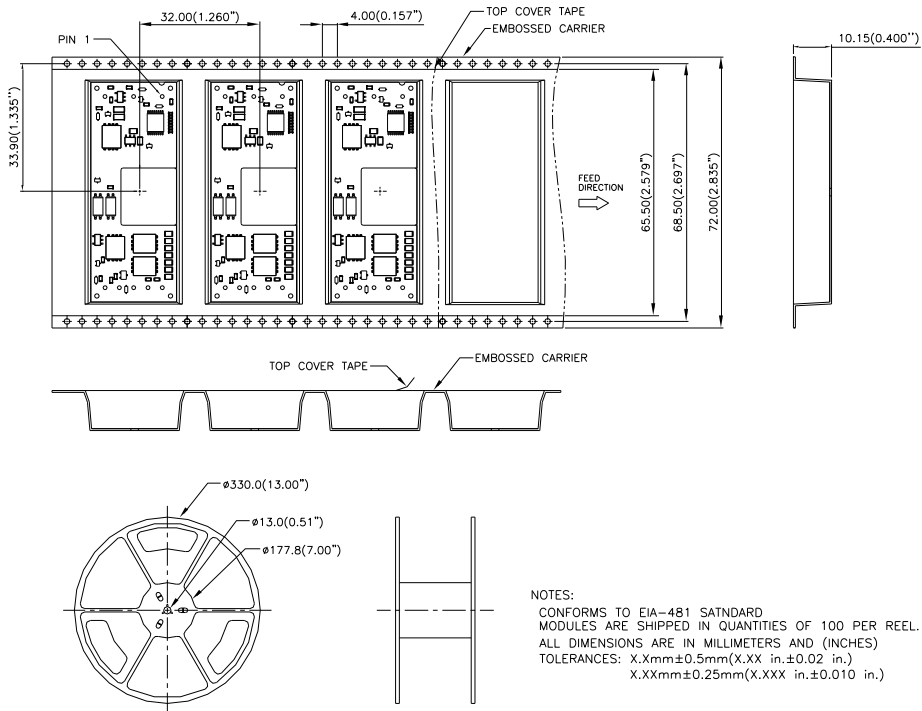 32.00(1.260")
4.00(0.157")
TOP COVER TAPE
EMBOSSED CARRIER
10.15(0.400'')
PIN 1
33.90(1.335")
FEED
DIRECTION
65.50(2.579")
68.50(2.697")
72.00(2.835")
TOP COVER TAPE
EMBOSSED CARRIER
ø330.0(13.00")
ø13.0(0.51")
ø177.8(7.00")
NOTES:
CONFORMS TO EIA-481 SATNDARD
MODULES ARE SHIPPED IN QUANTITIES OF 100 PER REEL.
ALL DIMENSIONS ARE IN MILLIMETERS AND (INCHES)
TOLERANCES: X.Xmm±0.5mm(X.XX in.±0.02 in.)
X.XXmm±0.25mm(X.XXX in.±0.010 in.)